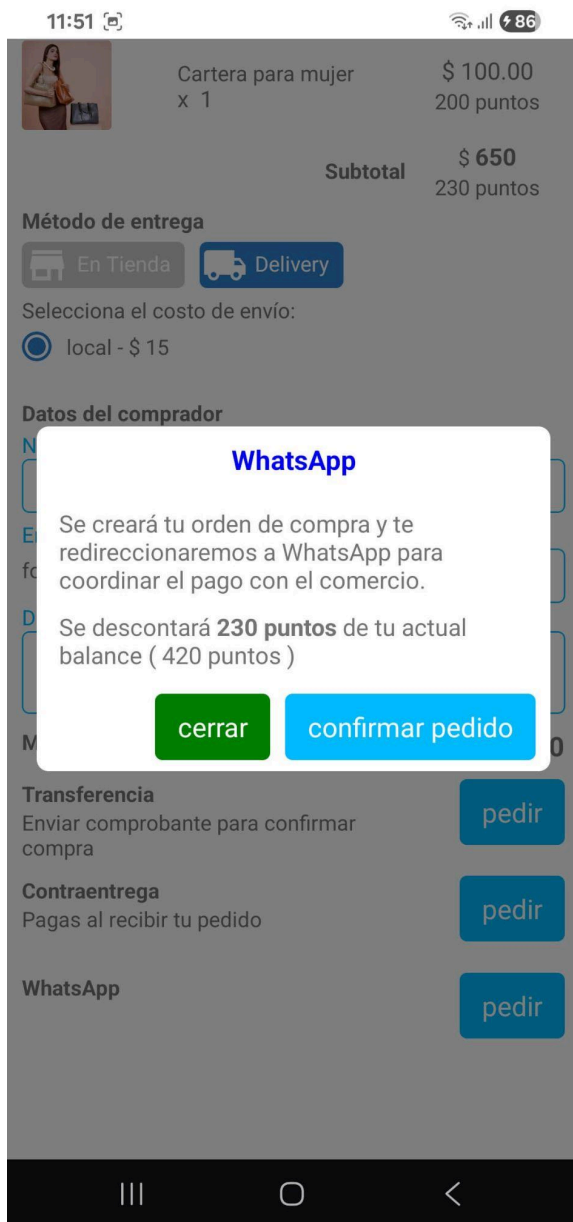 11:51
86
Cartera para mujer
$ 100.00
x 1
200 puntos
Subtotal
$ 650
230 puntos
Método de entrega
En Tienda
Delivery
Selecciona el costo de envío:
local - $ 15
Datos del comprador
WhatsApp
Se creará tu orden de compra y te
redireccionaremos a WhatsApp para
coordinar el pago con el comercio.
Se descontará 230 puntos de tu actual
balance ( 420 puntos )
cerrar
confirmar pedido
Transferencia
Enviar comprobante para confirmar
compra
pedir
Contraentrega
Pagas al recibir tu pedido
pedir
WhatsApp
pedir